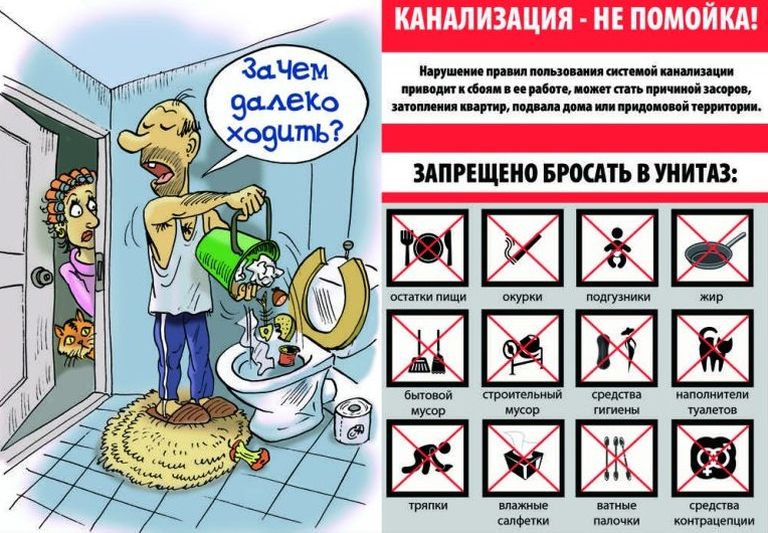 Зачем
далеко
ходить?
КАНАЛИЗАЦИЯ - НЕ ПОМОЙКА!
Нарушение правил пользования системой канализации
приводит к сбоям в ее работе, может стать причиной засоров,
затопления квартир, подвала дома или придомовой территории.
ЗАПРЕЩЕНО БРОСАТЬ В УНИТАЗ:
остатки пищи
окурки
подгузники
жир
бытовой
мусор
строительный
мусор
средства
гигиены
наполнители
туалетов
тряпки
влажные
салфетки
ватные
палочки
средства
контрацепции